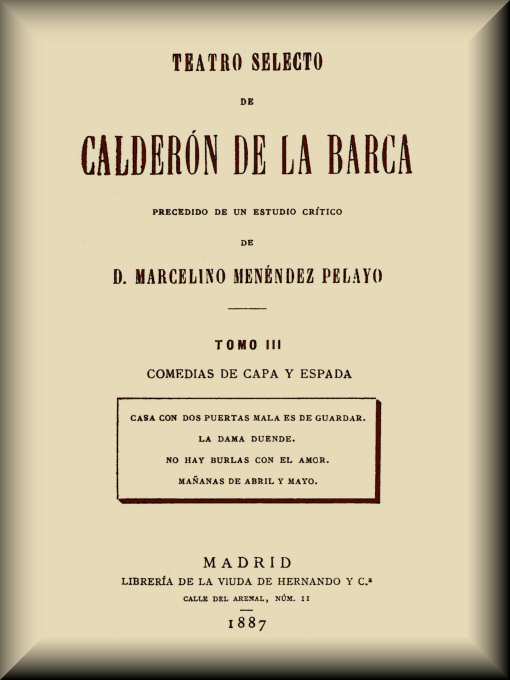 TEATRO SELECTO
DE
CALDERÓN DE LA BARCA
PRECEDIDO DE UN ESTUDIO CRÍTICO
DE
D. MARCELINO MENÉNDEZ PELAYO
TOMO III
COMEDIAS DE CAPA Y ESPADA
CASA CON DOS PUERTAS MALA ES DE GUARDAR.
LA DAMA DUENDE.
NO HAY BURLAS CON EL AMOR.
MAÑANAS DE ABRIL Y MAYO.
MADRID
LIBRERÍA DE LA VIUDA DE HERNANDO Y C.ª
CALLE DEL ARENAL, NÚM. 11
1887